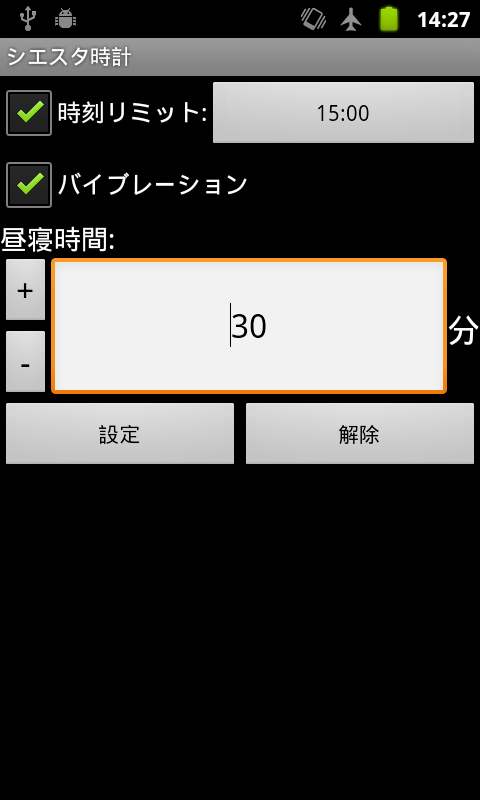 14:27
シエスタ時計
時刻リミット: 15:00
バイブレーション
昼寝時間:
+
30 分
-
設定 解除